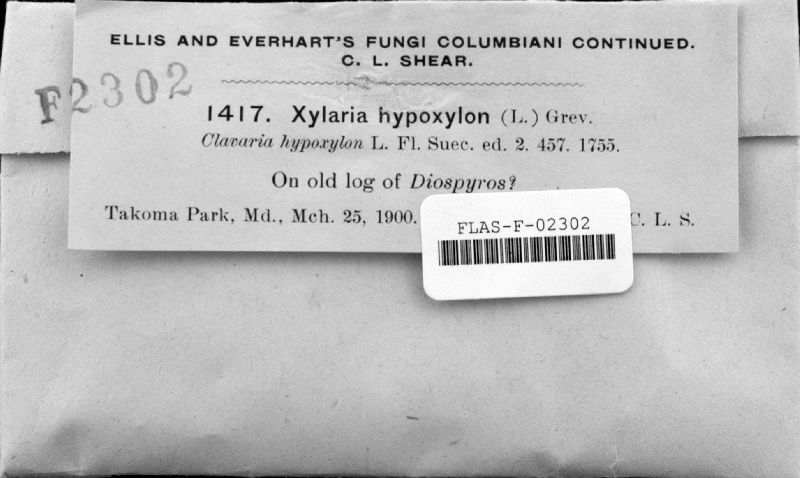 ELLIS AND EVERHART'S FUNGI COLUMBIANI CONTINUED.
C. L. SHEAR.
F2302
1417. Xylaria hypoxylon (L.) Grev.
Clavaria hypoxylon L. Fl. Suec. ed. 2. 457. 1755.
On old log of Diospyros?
Takoma Park, Md., Mch. 25, 1900. C. L. S.
FLAS-F-02302